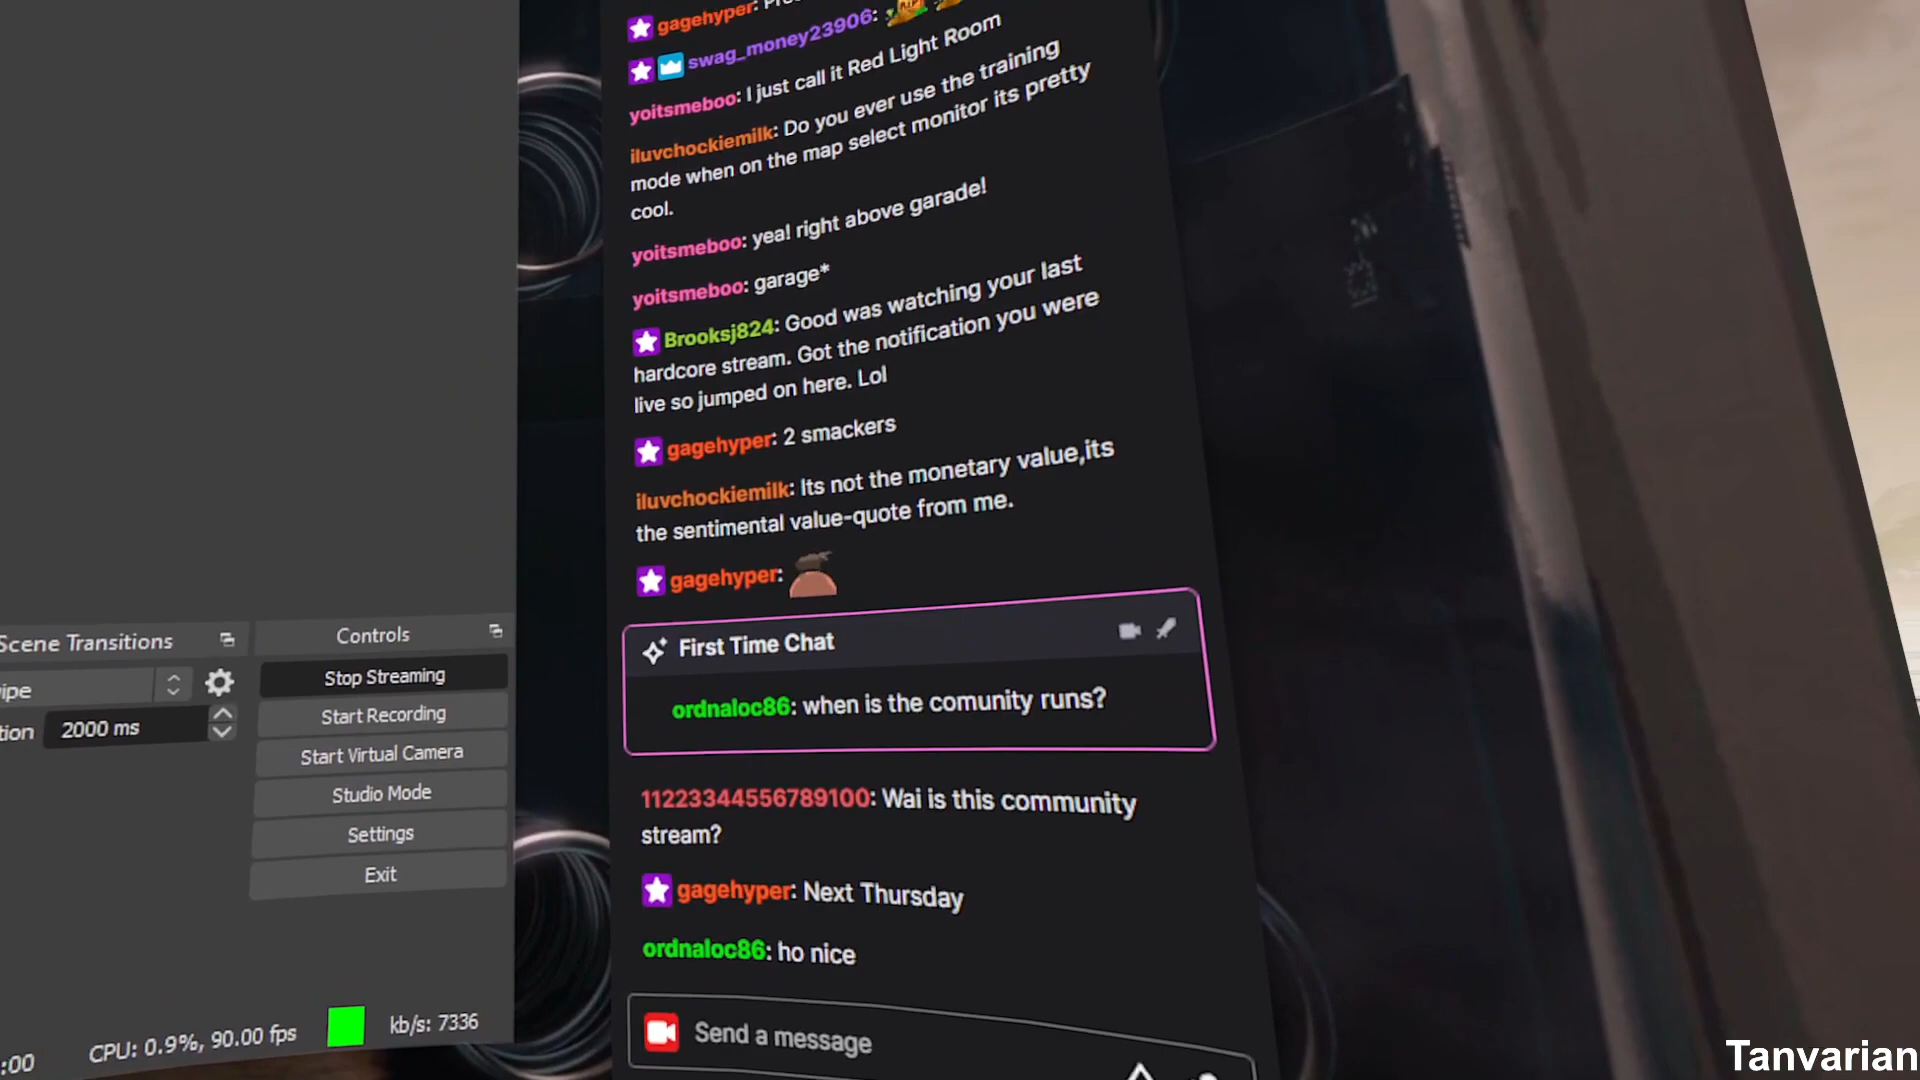 gagehyper:
swag_money23906:
yoitsmeboo: I just call it Red Light Room
iluvchockiemilk: Do you ever use the training
mode when on the map select monitor its pretty
cool.
yoitsmeboo: yea! right above garade!
yoitsmeboo: garage*
Brooksj824: Good was watching your last
hardcore stream. Got the notification you were
live so jumped on here. Lol
gagehyper: 2 smackers
iluvchockiemilk: Its not the monetary value,its
the sentimental value-quote from me.
gagehyper:
First Time Chat
ordnaloc86: when is the comunity runs?
11223344556789100: Wai is this community
stream?
gagehyper: Next Thursday
ordnaloc86: ho nice
Send a message
Scene Transitions
Controls
ipe
tion 2000 ms
Stop Streaming
Start Recording
Start Virtual Camera
Studio Mode
Settings
Exit
:00 CPU: 0.9%, 90.00 fps kb/s: 7336
Tanvarian